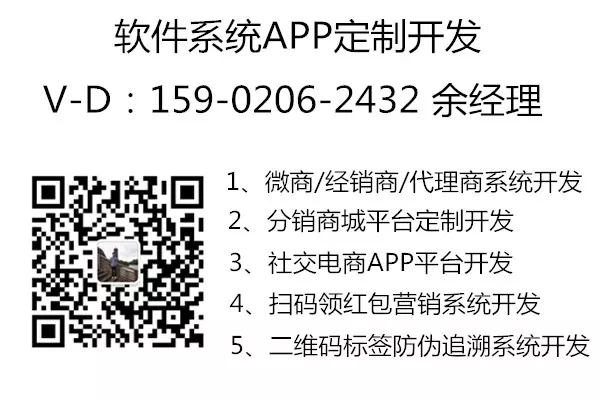 软件系统APP定制开发
V-D：159-0206-2432 余经理
1、微商/经销商/代理商系统开发
2、分销商城平台定制开发
3、社交电商APP平台开发
4、扫码领红包营销系统开发
5、二维码标签防伪追溯系统开发